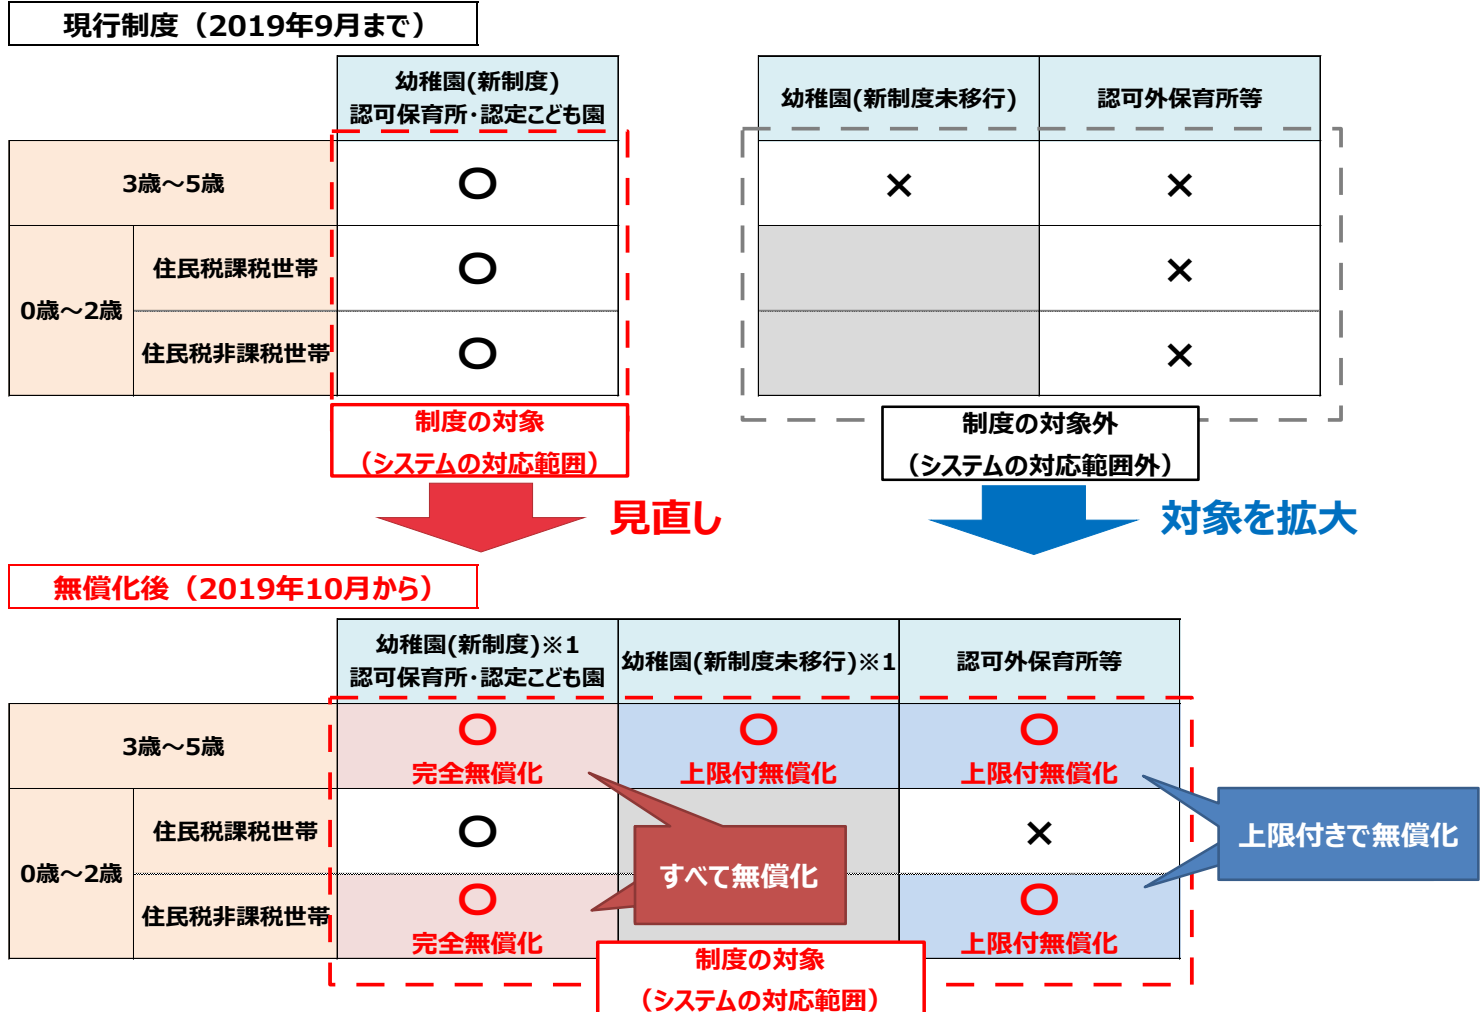 現行制度（2019年9月まで）
幼稚園(新制度)
認可保育所・認定こども園
幼稚園(新制度未移行)
認可外保育所等
3歳～5歳
○
×
×
0歳～2歳
住民税課税世帯
○
×
住民税非課税世帯
○
×
制度の対象
（システムの対応範囲）
制度の対象外
（システムの対応範囲外）
見直し
対象を拡大
無償化後（2019年10月から）
幼稚園(新制度)※1
認可保育所・認定こども園
幼稚園(新制度未移行)※1
認可外保育所等
3歳～5歳
○
完全無償化
○
上限付無償化
○
上限付無償化
0歳～2歳
住民税課税世帯
○
×
すべて無償化
上限付きで無償化
住民税非課税世帯
○
完全無償化
○
上限付無償化
制度の対象
（システムの対応範囲）